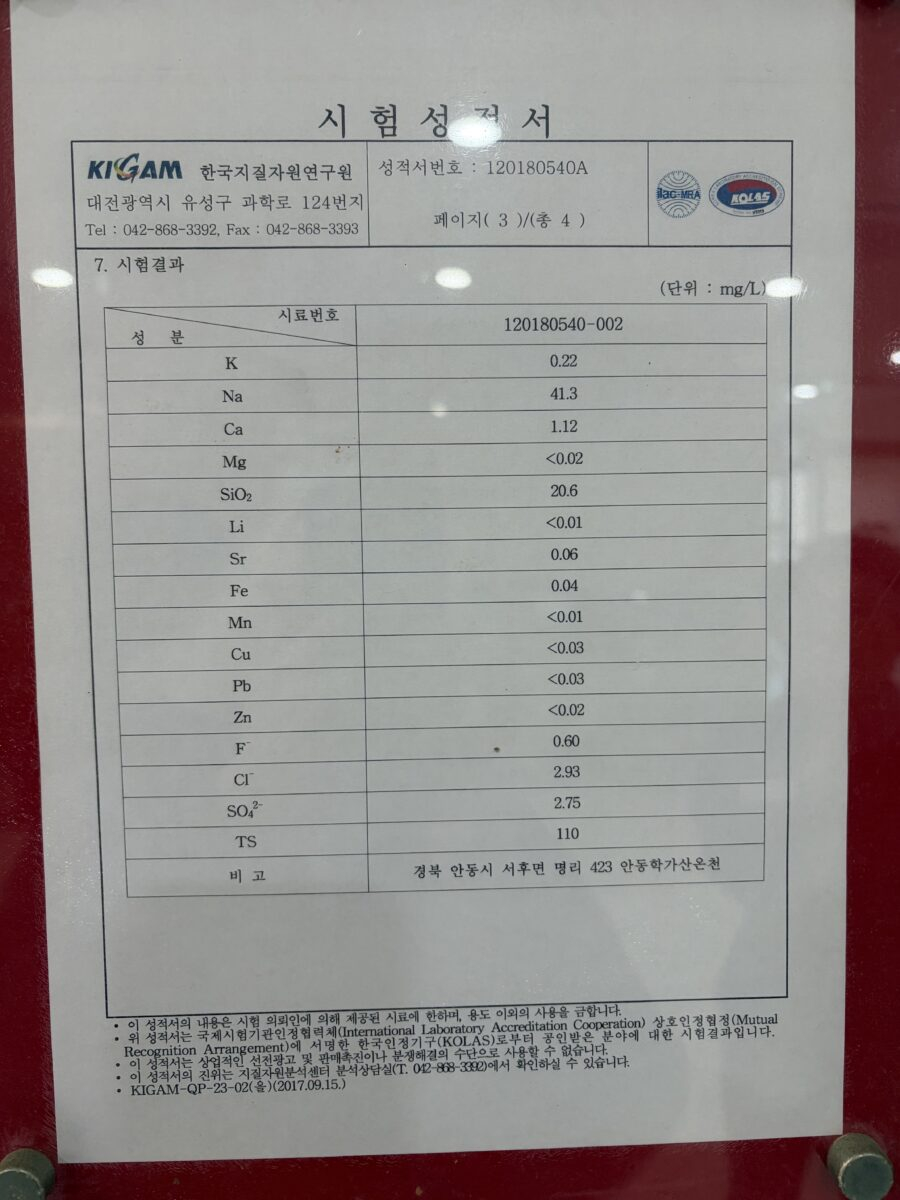 시험성적서
KIGAM 한국지질자원연구원
대전광역시 유성구 과학로 124번지
Tel : 042-868-3392, Fax : 042-868-3393
성적서번호 : 120180540A
페이지( 3 )/(총 4 )
ilac-MRA
KOLAS
7. 시험결과
(단위 : mg/L)
시료번호
성 분
120180540-002
K 0.22
Na 41.3
Ca 1.12
Mg <0.02
SiO₂ 20.6
Li <0.01
Sr 0.06
Fe 0.04
Mn <0.01
Cu <0.03
Pb <0.03
Zn <0.02
F⁻ 0.60
Cl⁻ 2.93
SO₄²⁻ 2.75
TS 110
비 고 경북 안동시 서후면 명리 423 안동학가산온천
• 이 성적서의 내용은 시험 의뢰인에 의해 제공된 시료에 한하며, 용도 이외의 사용을 금합니다.
• 위 성적서는 국제시험기관인정협력체(International Laboratory Accreditation Cooperation) 상호인정협정(Mutual
Recognition Arrangement)에 서명한 한국인정기구(KOLAS)로부터 공인받은 분야에 대한 시험결과입니다.
• 이 성적서는 상업적인 선전광고 및 판매촉진이나 분쟁해결의 수단으로 사용할 수 없습니다.
• 이 성적서의 진위는 지질자원분석센터 분석상담실(T. 042-868-3392)에서 확인하실 수 있습니다.
• KIGAM-QP-23-02(을)(2017.09.15.)